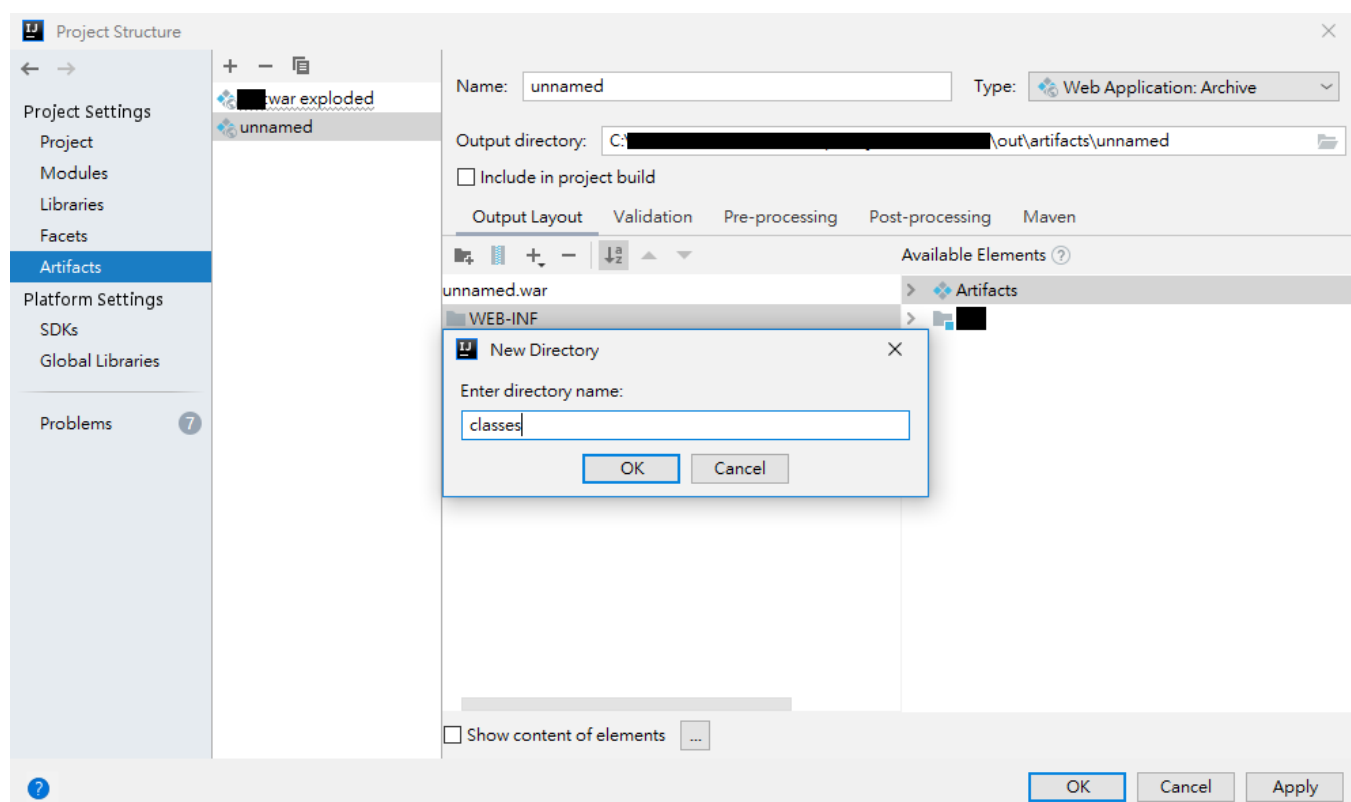 Project Structure
Project Settings
Project
Modules
Libraries
Facets
Artifacts
Platform Settings
SDKs
Global Libraries
Problems 7
war exploded
unnamed
Name: unnamed Type: Web Application: Archive
Output directory: C:\ \out\artifacts\unnamed
Include in project build
Output Layout Validation Pre-processing Post-processing Maven
Available Elements ?
unnamed.war
WEB-INF
Artifacts
New Directory
Enter directory name:
classes
OK Cancel
Show content of elements ...
? OK Cancel Apply